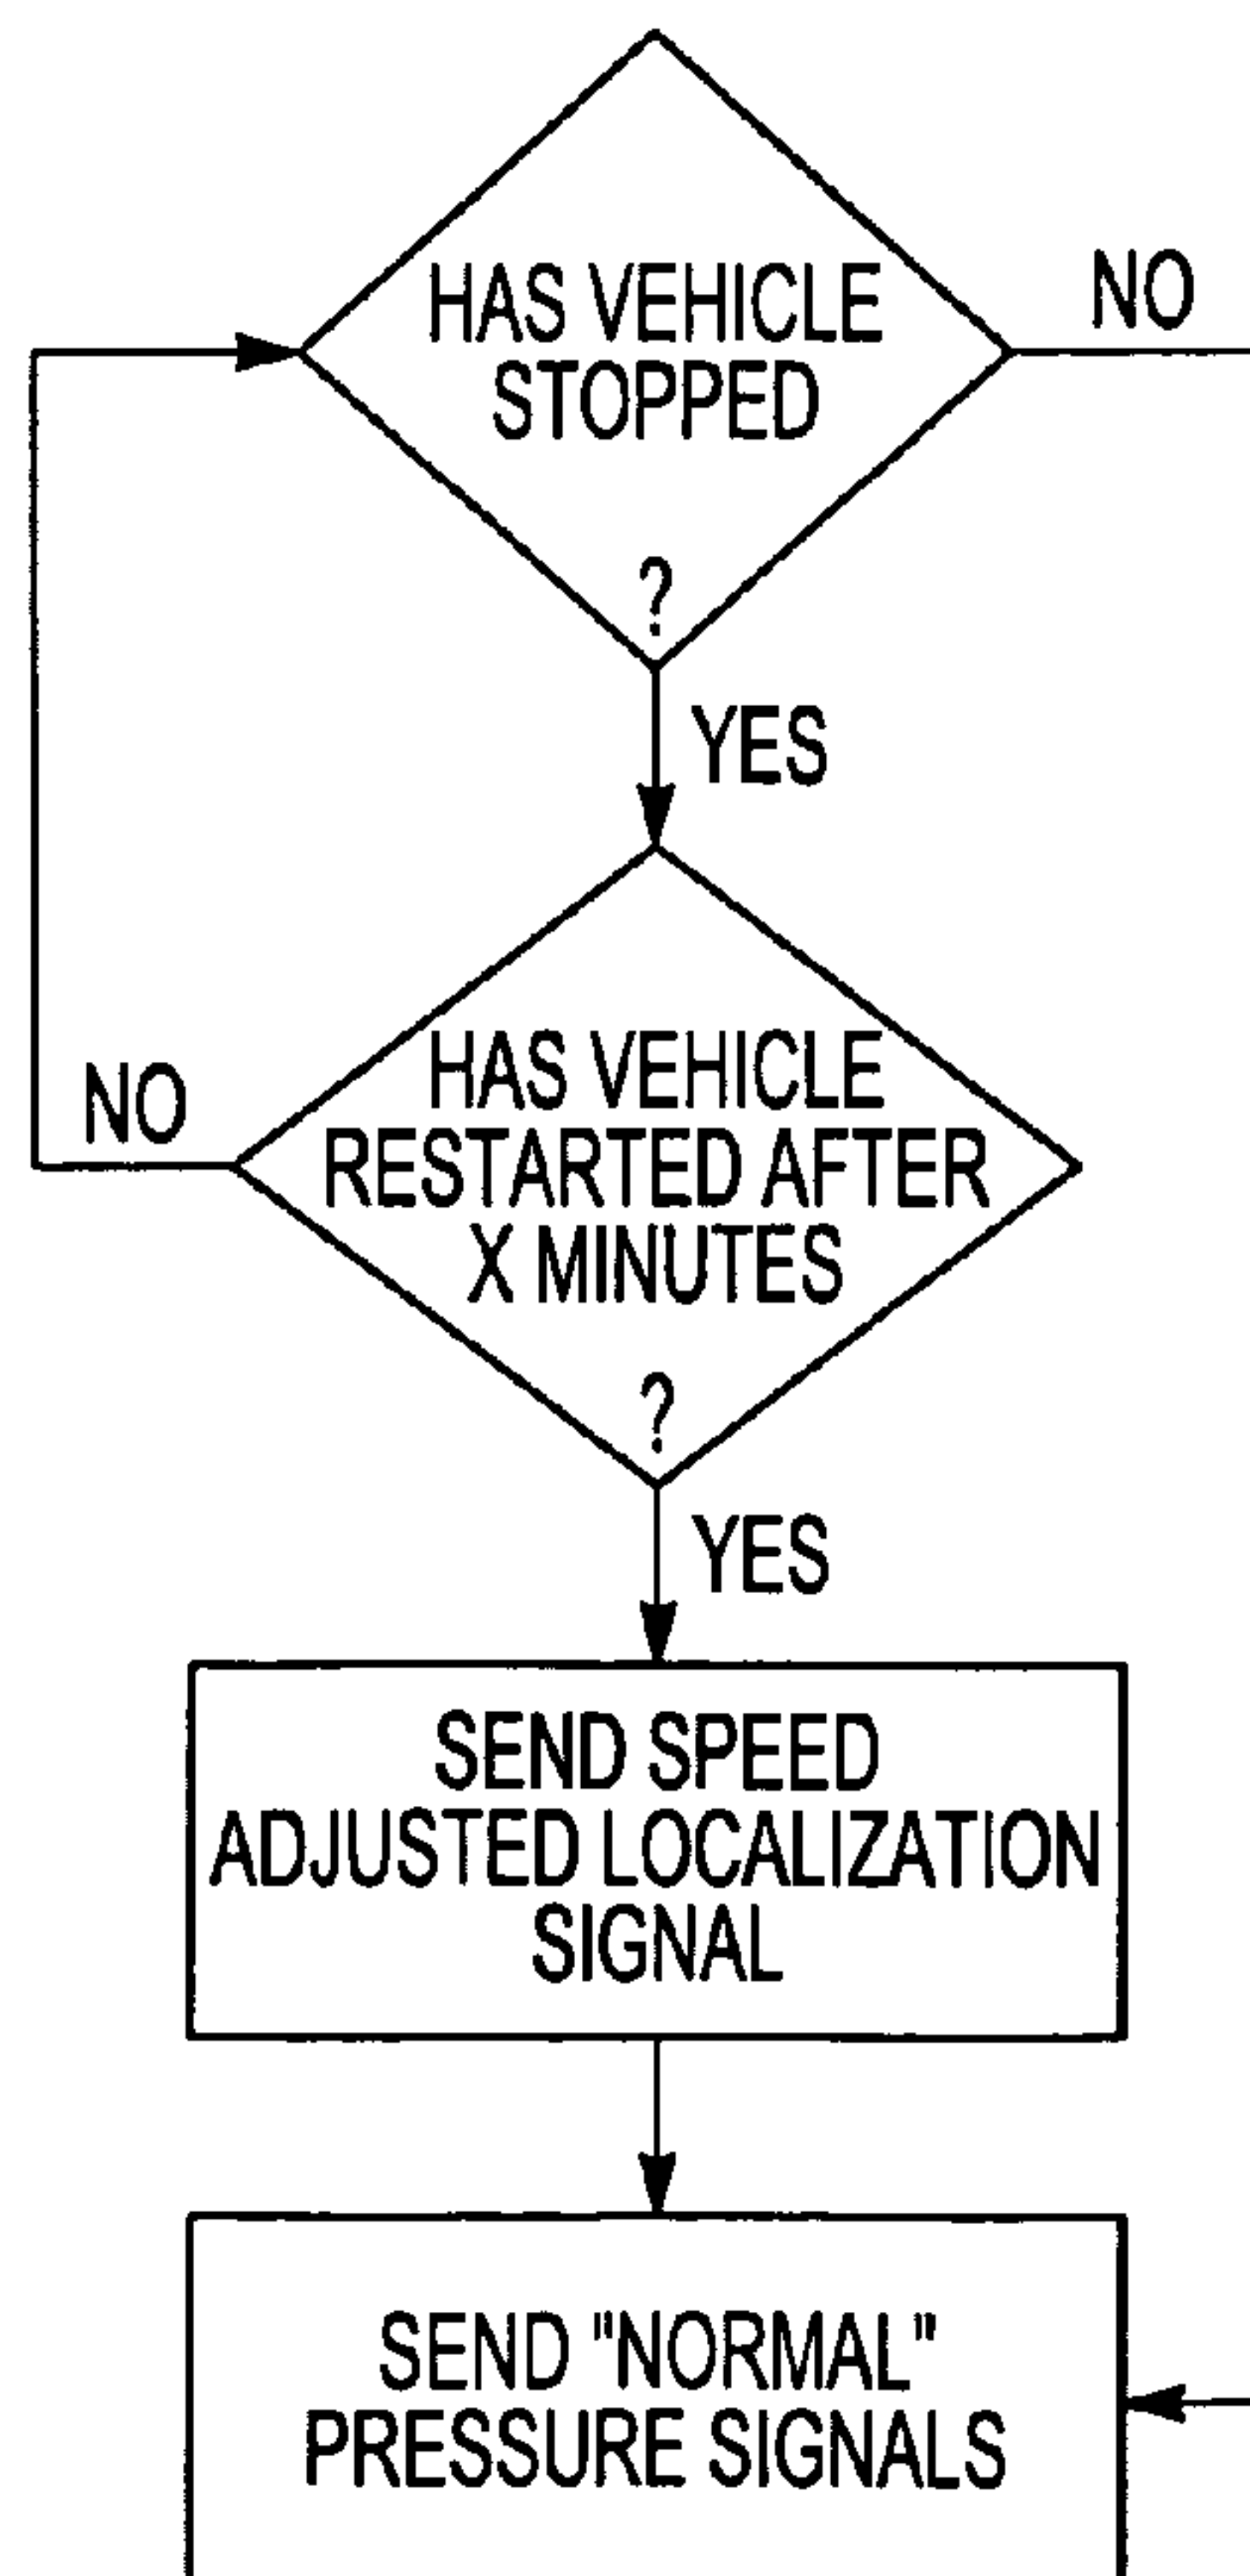 HAS VEHICLE
STOPPED
?
NO
YES
HAS VEHICLE
RESTARTED AFTER
X MINUTES
?
NO
YES
SEND SPEED
ADJUSTED LOCALIZATION
SIGNAL
SEND "NORMAL"
PRESSURE SIGNALS